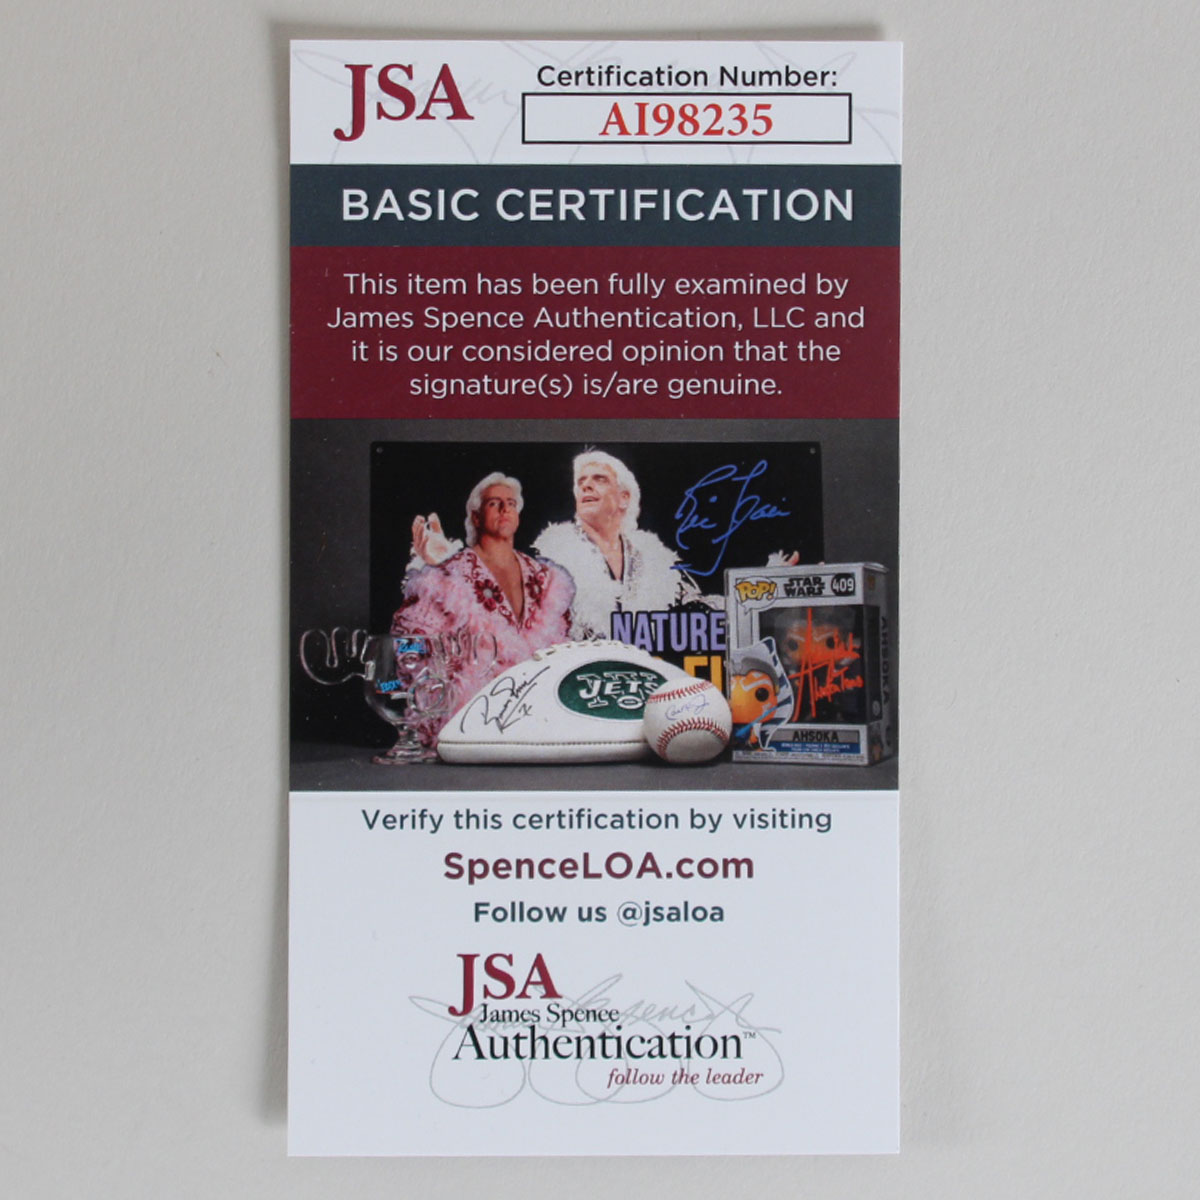 JSA
Certification Number:
AI98235
BASIC CERTIFICATION
This item has been fully examined by
James Spence Authentication, LLC and
it is our considered opinion that the
signature(s) is/are genuine.
NATURE
JETS
POP!
STAR
WARS
409
AHSOKA
AHSOKA
Verify this certification by visiting
SpenceLOA.com
Follow us @jsaloa
JSA
James Spence
Authentication™
follow the leader